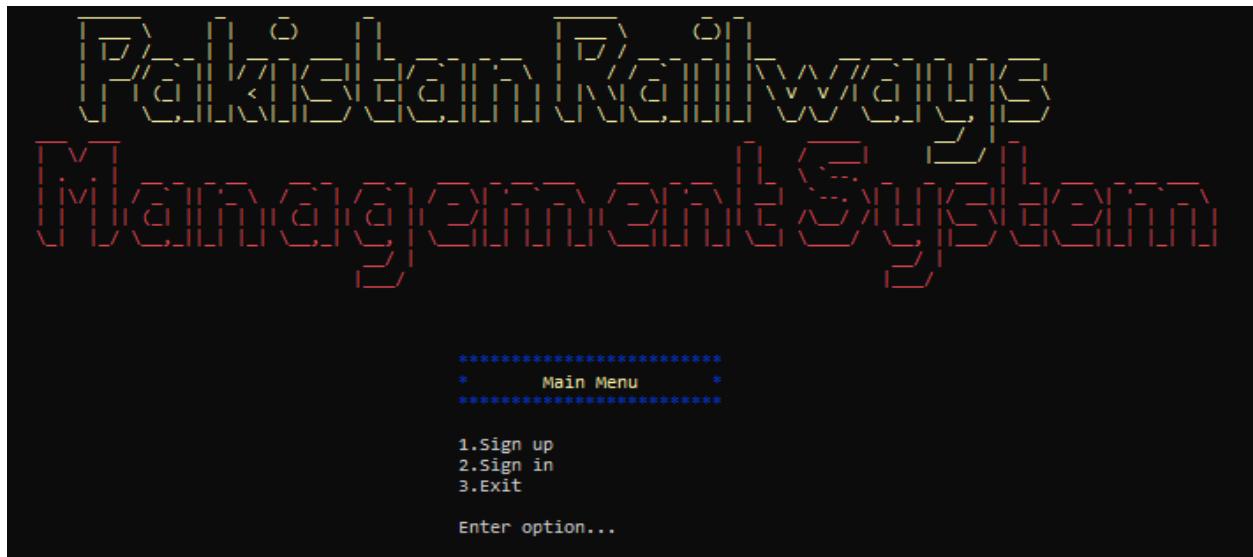 Pakistan Railways
Management System
*************************
* Main Menu *
*************************
1.Sign up
2.Sign in
3.Exit
Enter option...